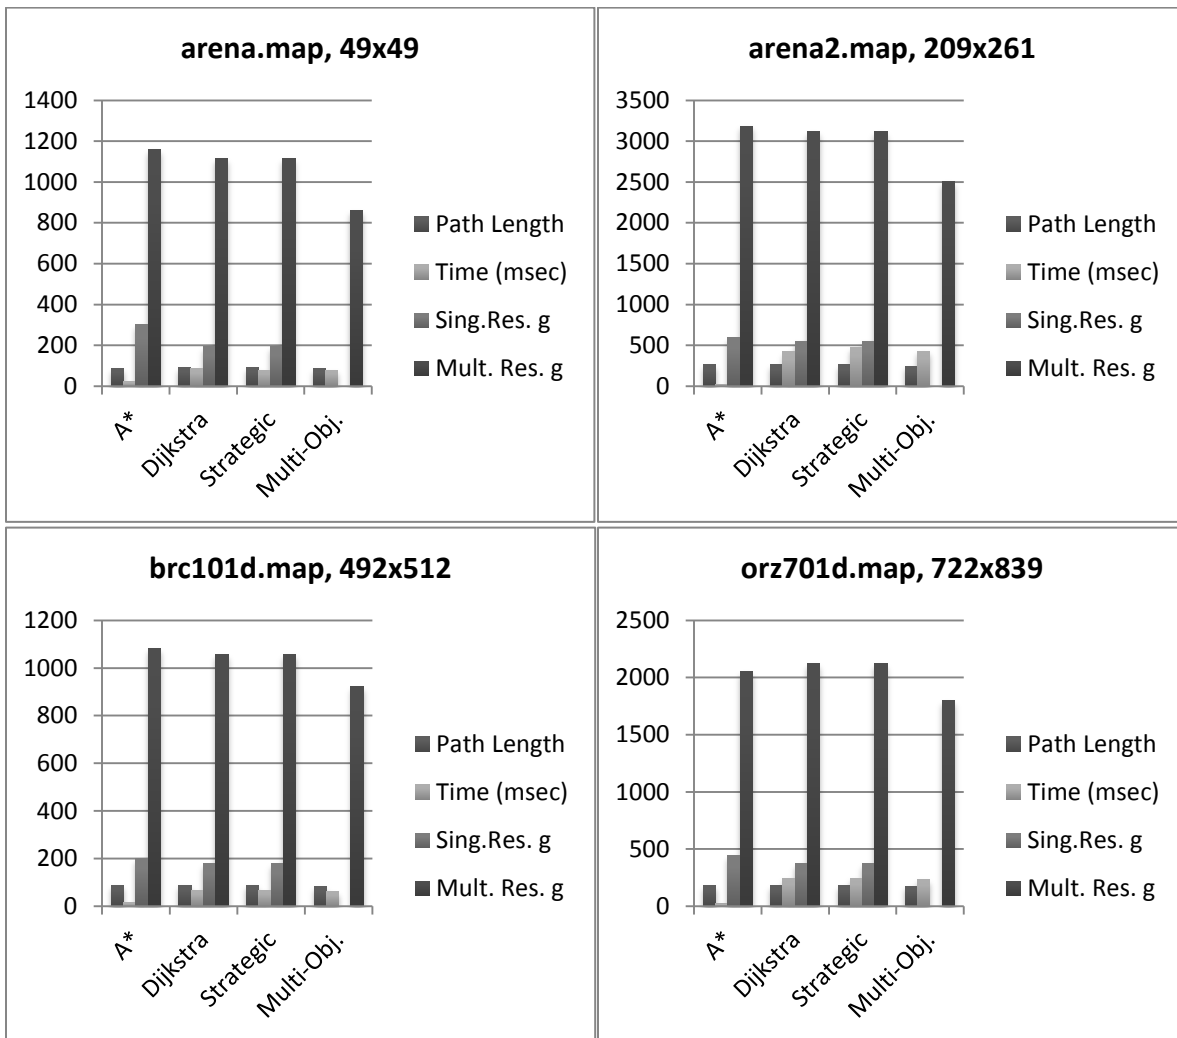 arena.map, 49x49
1400
1200
1000
800
600
400
200
0
A*
Dijkstra
Strategic
Multi-Obj.
Path Length
Time (msec)
Sing.Res. g
Mult. Res. g
arena2.map, 209x261
3500
3000
2500
2000
1500
1000
500
0
A*
Dijkstra
Strategic
Multi-Obj.
Path Length
Time (msec)
Sing.Res. g
Mult. Res. g
brc101d.map, 492x512
1200
1000
800
600
400
200
0
A*
Dijkstra
Strategic
Multi-Obj.
Path Length
Time (msec)
Sing.Res. g
Mult. Res. g
orz701d.map, 722x839
2500
2000
1500
1000
500
0
A*
Dijkstra
Strategic
Multi-Obj.
Path Length
Time (msec)
Sing.Res. g
Mult. Res. g